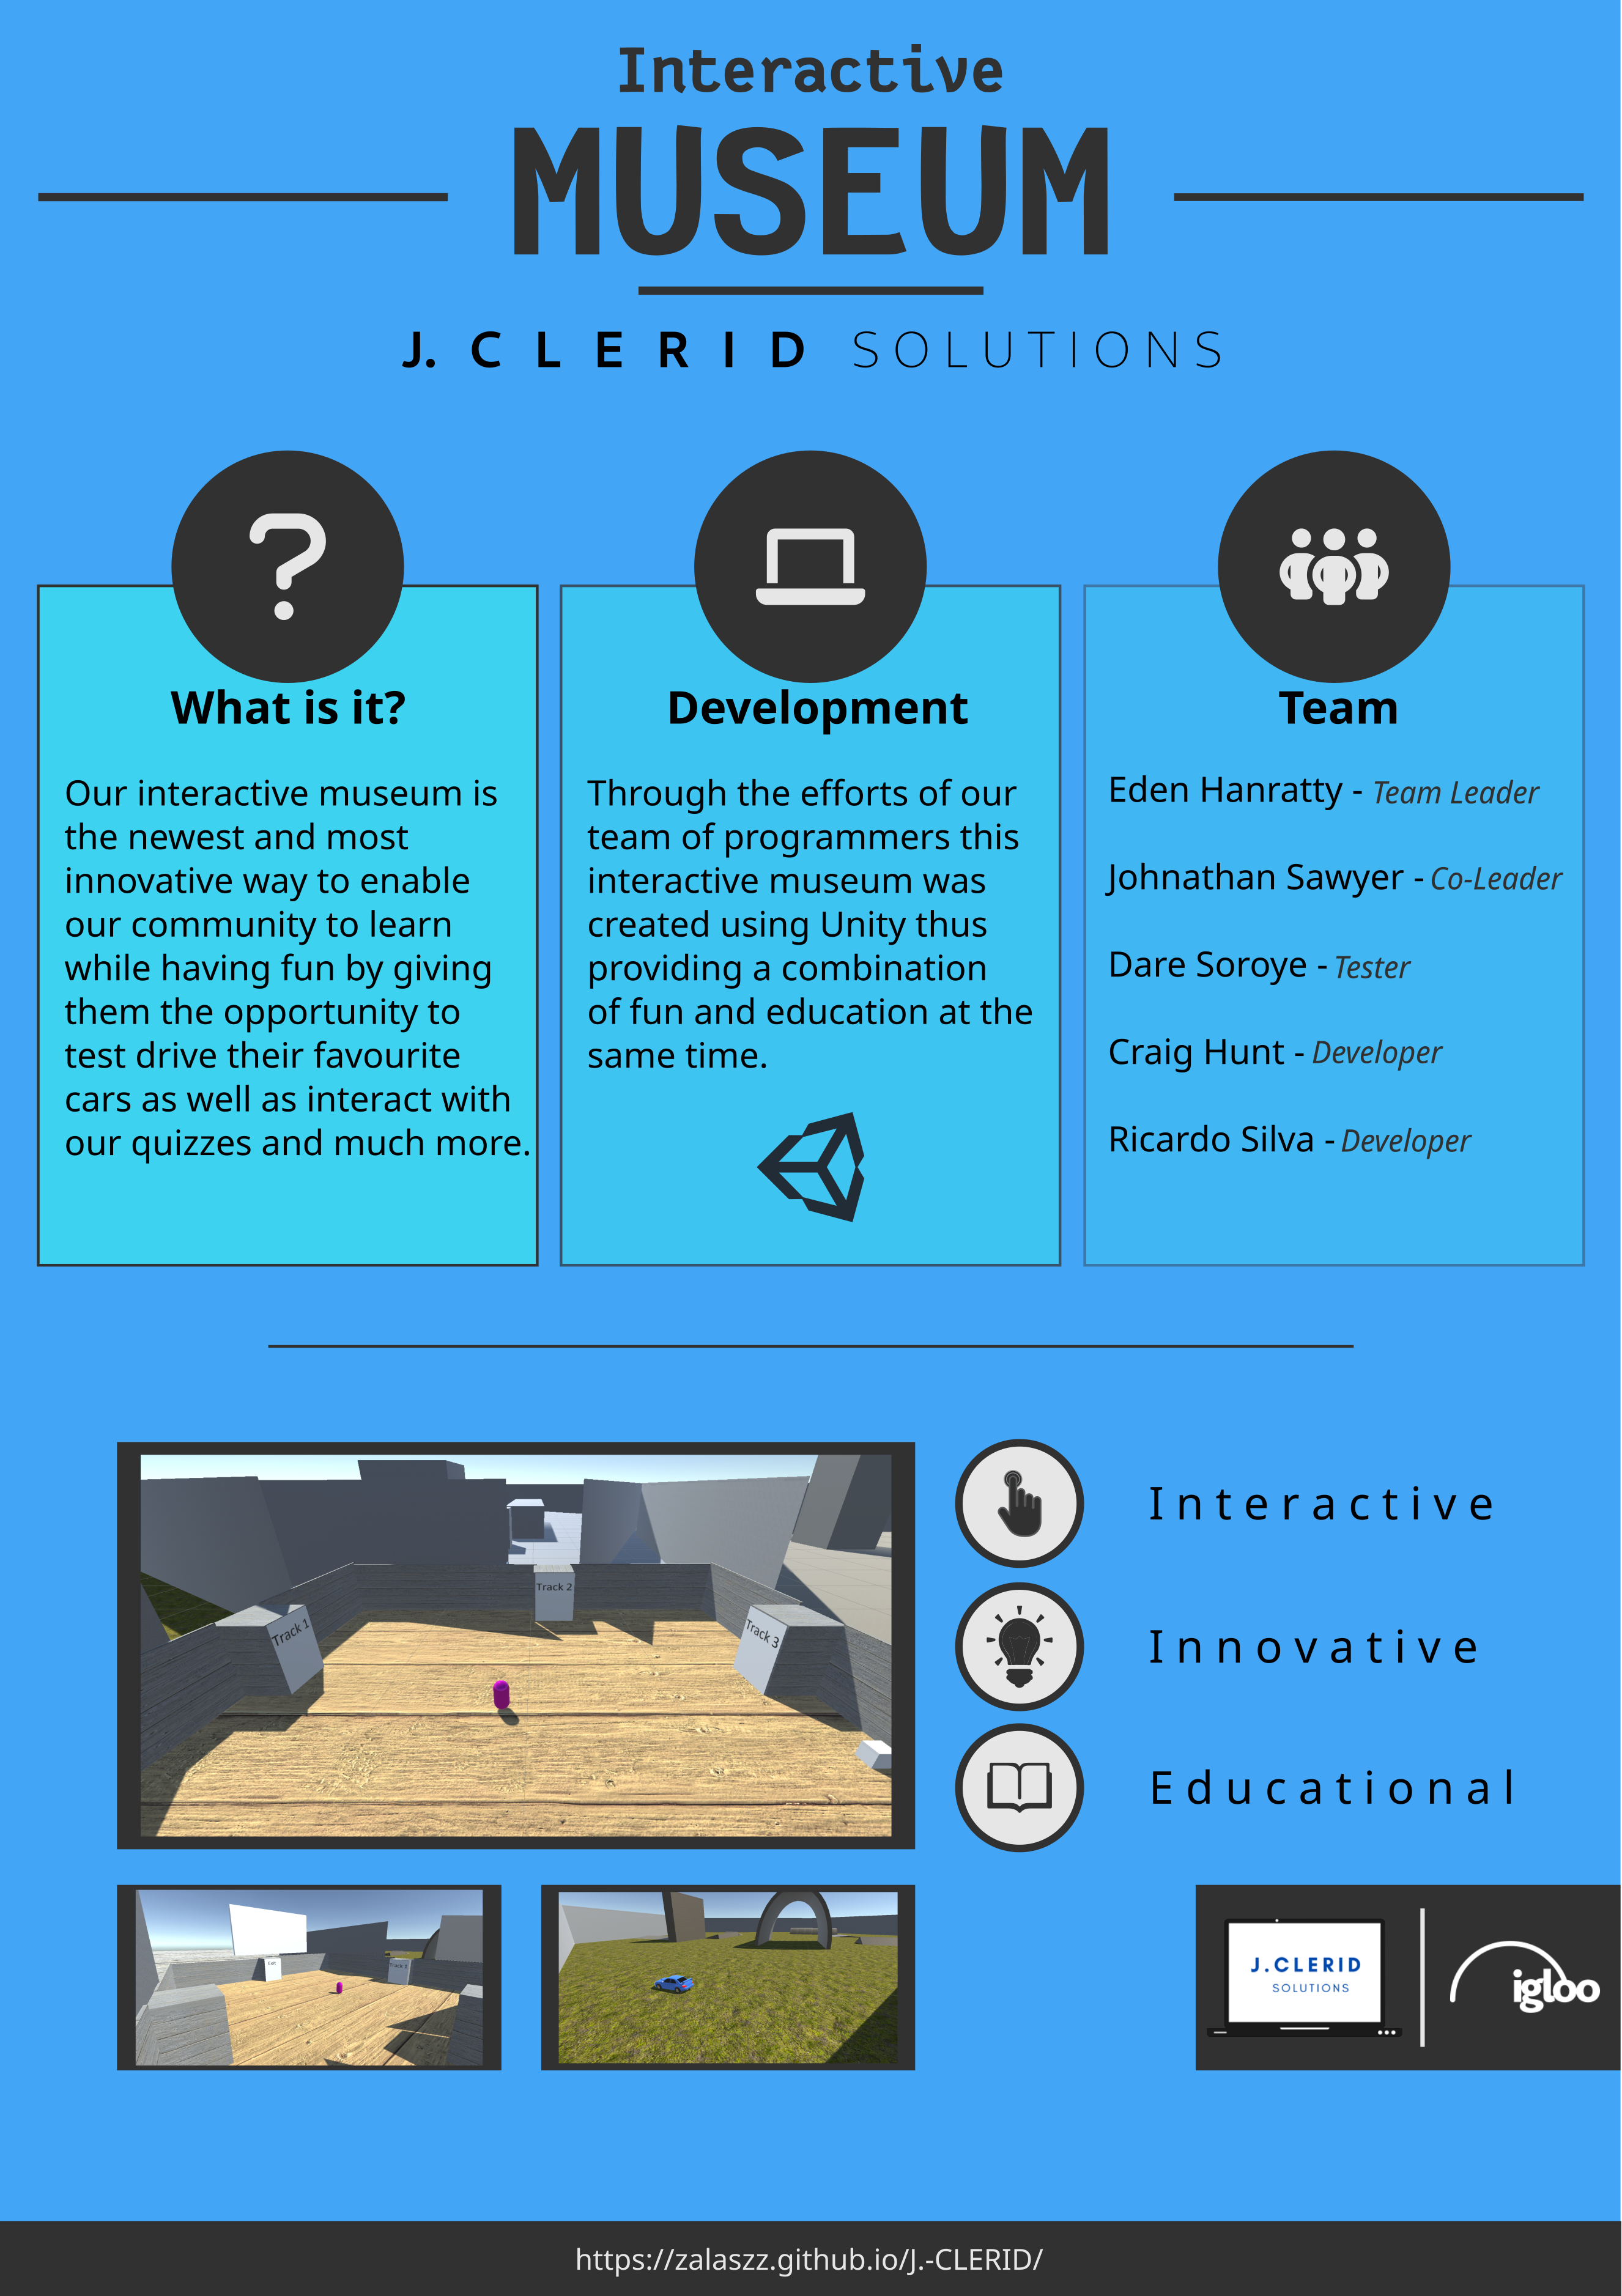 Interactive
MUSEUM
J. CLERID SOLUTIONS
What is it?
Our interactive museum is
the newest and most
innovative way to enable
our community to learn
while having fun by giving
them the opportunity to
test drive their favourite
cars as well as interact with
our quizzes and much more.
Development
Through the efforts of our
team of programmers this
interactive museum was
created using Unity thus
providing a combination
of fun and education at the
same time.
Team
Eden Hanratty - Team Leader
Johnathan Sawyer - Co-Leader
Dare Soroye - Tester
Craig Hunt - Developer
Ricardo Silva - Developer
Track 1
Track 2
Track 3
Interactive
Innovative
Educational
Exit
J.CLERID
SOLUTIONS
igloo
https://zalaszz.github.io/J.-CLERID/